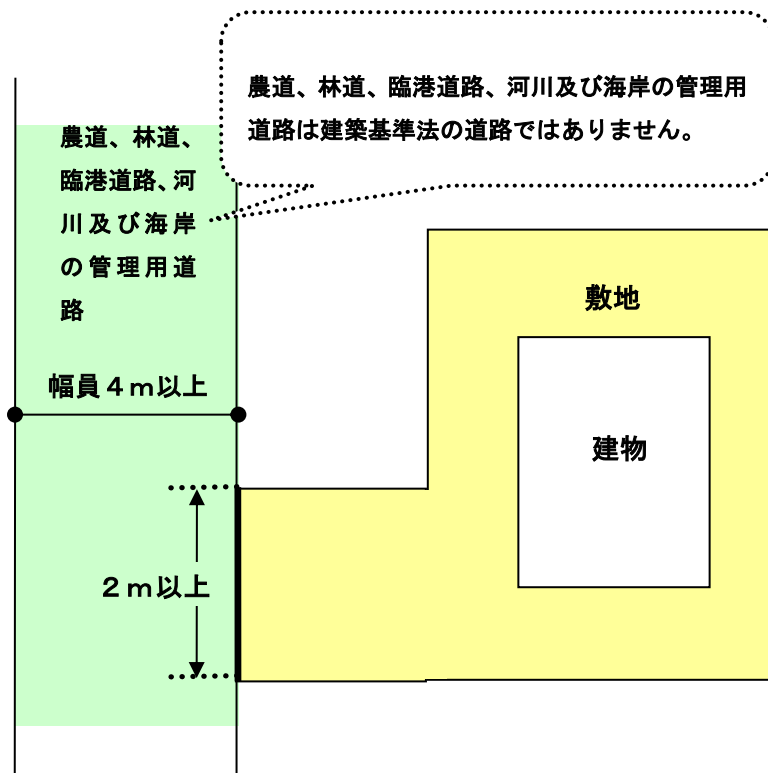 農道、林道、臨港道路、河川及び海岸の管理用
道路は建築基準法の道路ではありません。
農道、林道、
臨港道路、河
川及び海岸
の管理用道
路
敷地
幅員４ｍ以上
建物
２ｍ以上